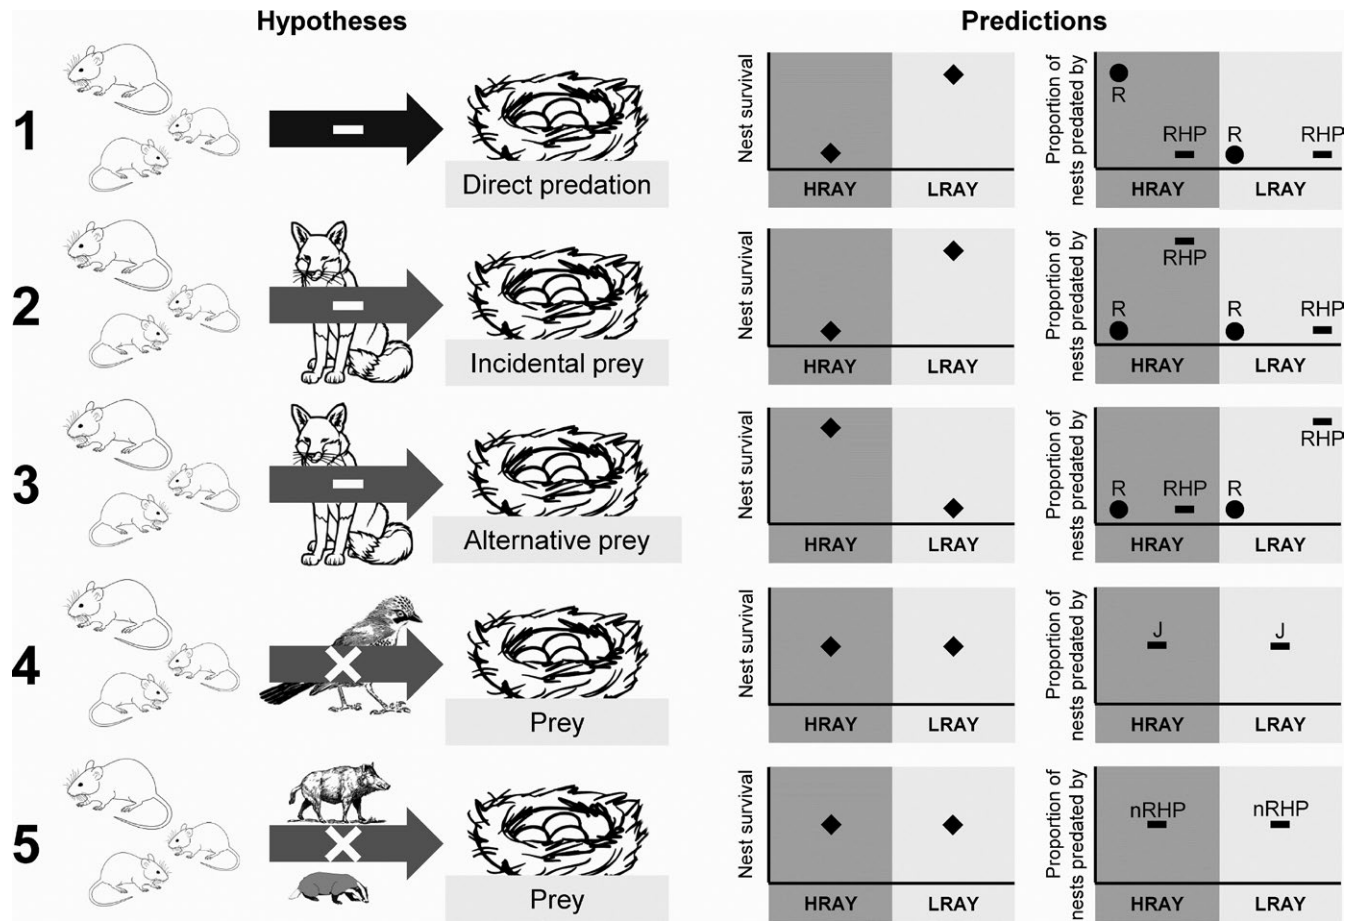 Hypotheses
Predictions
1
Direct predation
Nest survival
HRAY
LRAY
Proportion of
nests predated by
R
RHP
R
RHP
HRAY
LRAY
2
Incidental prey
Nest survival
HRAY
LRAY
Proportion of
nests predated by
R
RHP
R
RHP
HRAY
LRAY
3
Alternative prey
Nest survival
HRAY
LRAY
Proportion of
nests predated by
R
RHP
R
RHP
HRAY
LRAY
4
Prey
Nest survival
HRAY
LRAY
Proportion of
nests predated by
J
J
HRAY
LRAY
5
Prey
Nest survival
HRAY
LRAY
Proportion of
nests predated by
nRHP
nRHP
HRAY
LRAY